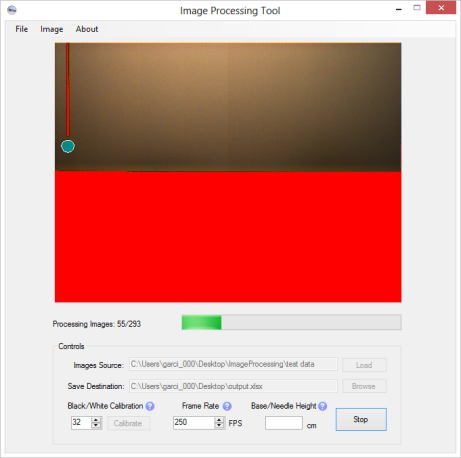 Image Processing Tool
File Image About
Processing Images: 55/293
Controls
Images Source: C:\Users\garci_000\Desktop\ImageProcessing\test data Load
Save Destination: C:\Users\garci_000\Desktop\output.xlsx Browse
Black/White Calibration ? Frame Rate ? Base/Needle Height ?
32 Calibrate 250 FPS cm Stop